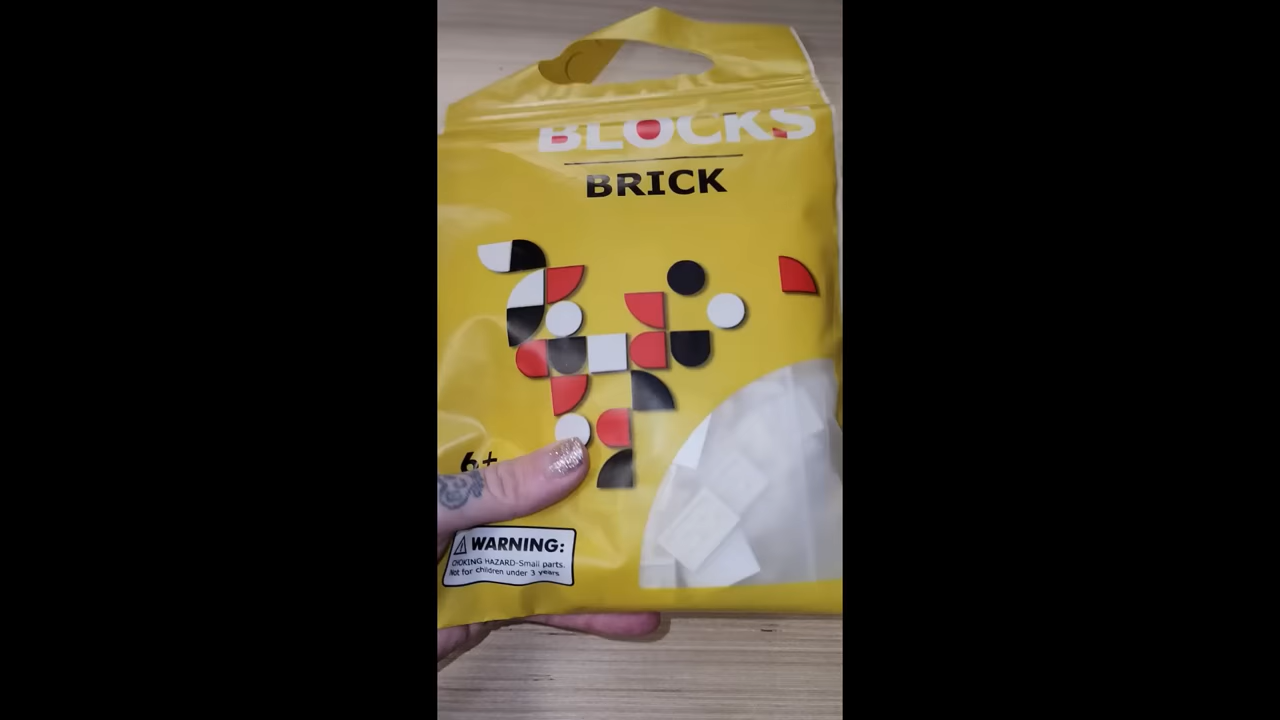 BLOCKS
BRICK
6+
WARNING:
CHOKING HAZARD-Small parts.
Not for children under 3 years